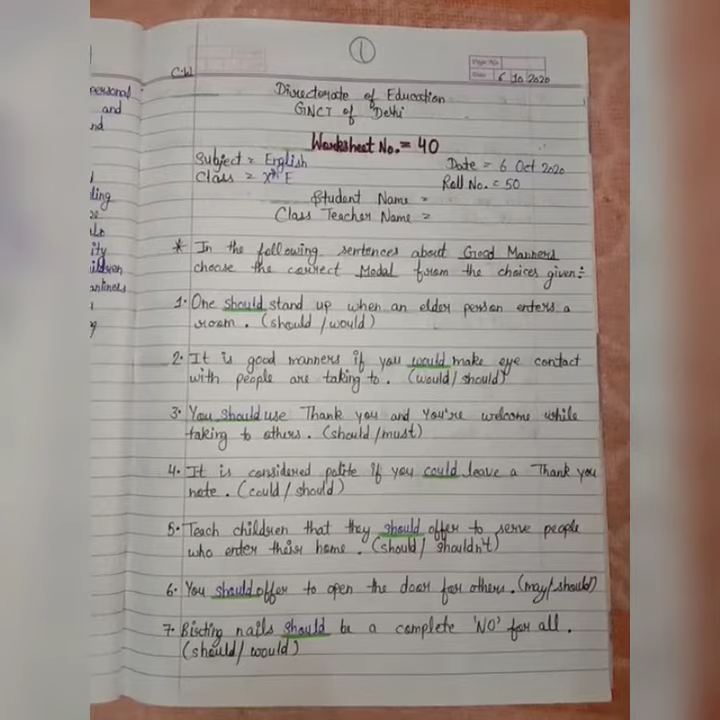 1
C.W
Page No.
Date 6 10 2020
Directorate of Education
GNCT of Delhi
Worksheet No. = 40
Subject = English
Date = 6 Oct 2020
Class = Xth E
Roll No. = 50
Student Name =
Class Teacher Name =
* In the following sentences about Good Manners
choose the correct Modal from the choices given:-
1. One should stand up when an elder person enters a
room. (should / would)
2. It is good manners if you would make eye contact
with people are taking to. (would / should)
3. You should use Thank you and You're welcome while
taking to others. (should / must)
4. It is considered polite if you could leave a Thank you
note. (could / should)
5. Teach children that they should offer to serve people
who enter their home. (should / shouldn't)
6. You should offer to open the door for others. (may / should)
7. Bicting nails should be a complete 'NO' for all.
(should / would)
personal
and